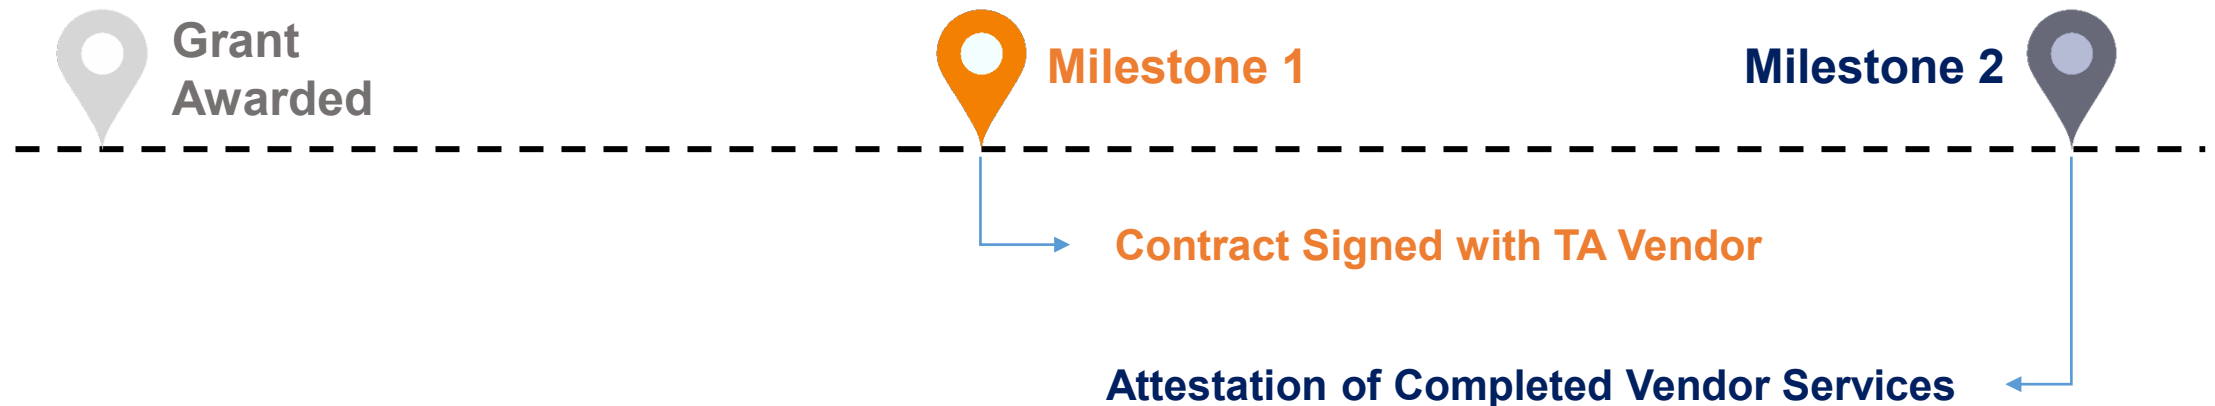 Grant
Awarded
Milestone 1
Milestone 2
Contract Signed with TA Vendor
Attestation of Completed Vendor Services